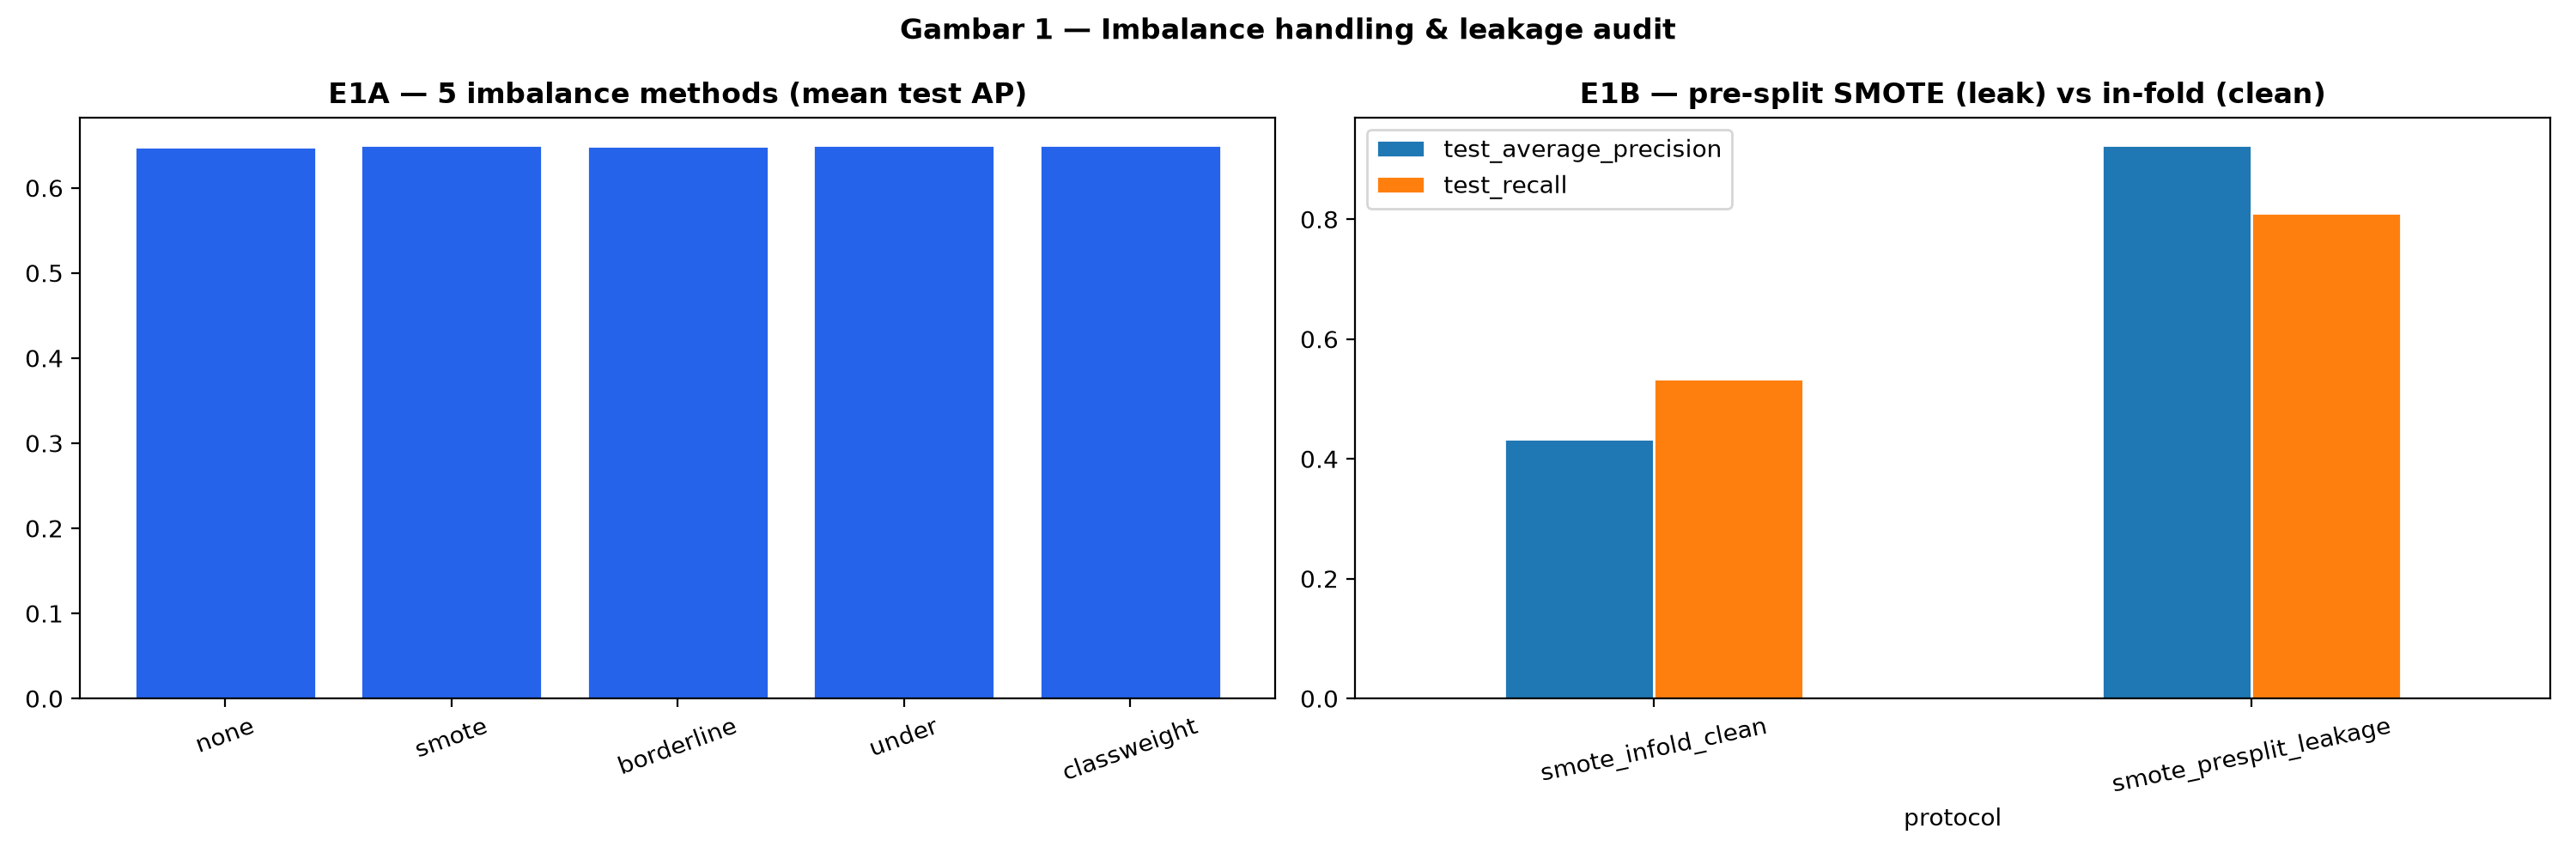 Gambar 1 — Imbalance handling & leakage audit
E1A — 5 imbalance methods (mean test AP)
0.6
0.5
0.4
0.3
0.2
0.1
0.0
none
smote
borderline
under
classweight
E1B — pre-split SMOTE (leak) vs in-fold (clean)
test_average_precision
test_recall
0.8
0.6
0.4
0.2
0.0
smote_infold_clean
smote_presplit_leakage
protocol